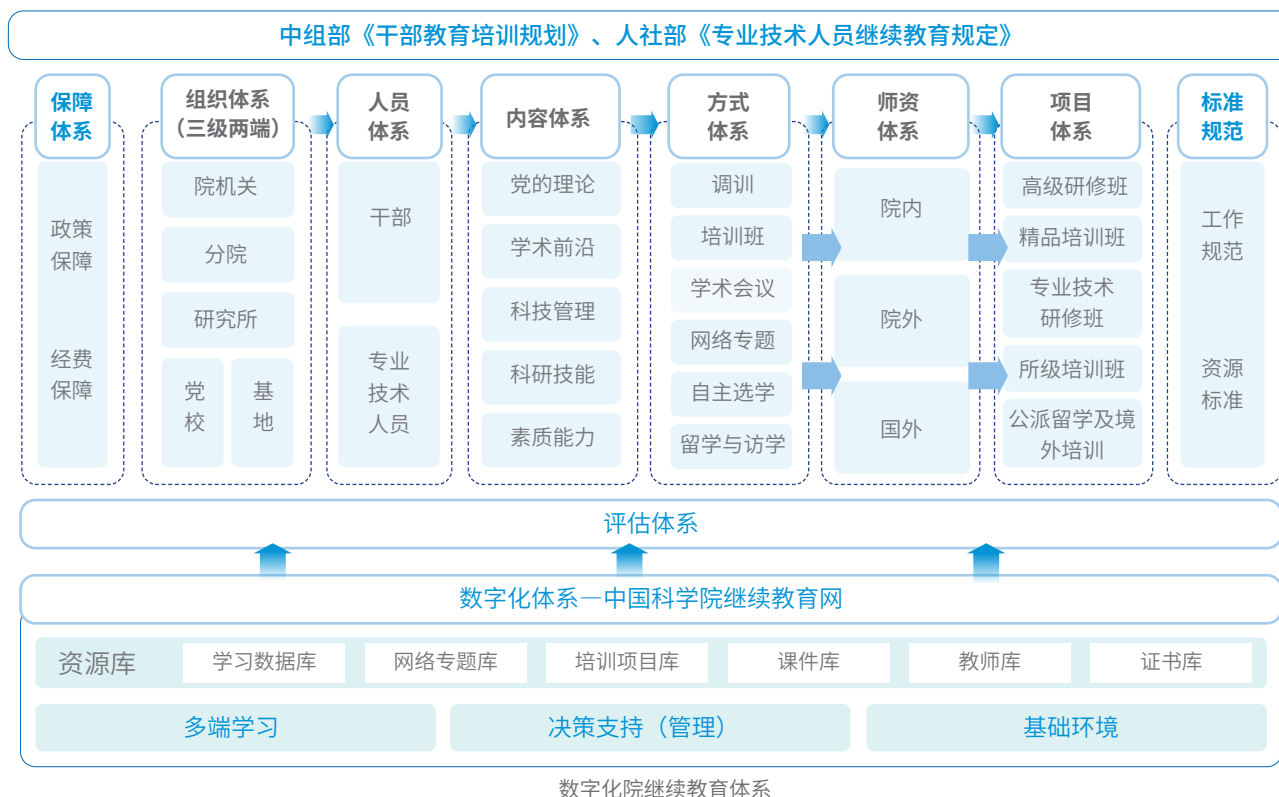 中组部《干部教育培训规划》、人社部《专业技术人员继续教育规定》
保障
体系
政策
保障
经费
保障
组织体系
（三级两端）
院机关
分院
研究所
党
校
基
地
人员
体系
干部
专业
技术
人员
内容体系
党的理论
学术前沿
科技管理
科研技能
素质能力
方式
体系
调训
培训班
学术会议
网络专题
自主选学
留学与访学
师资
体系
院内
院外
国外
项目
体系
高级研修班
精品培训班
专业技术
研修班
所级培训班
公派留学及境
外培训
标准
规范
工作
规范
资源
标准
评估体系
数字化体系—中国科学院继续教育网
资源库
学习数据库
网络专题库
培训项目库
课件库
教师库
证书库
多端学习
决策支持（管理）
基础环境
数字化院继续教育体系